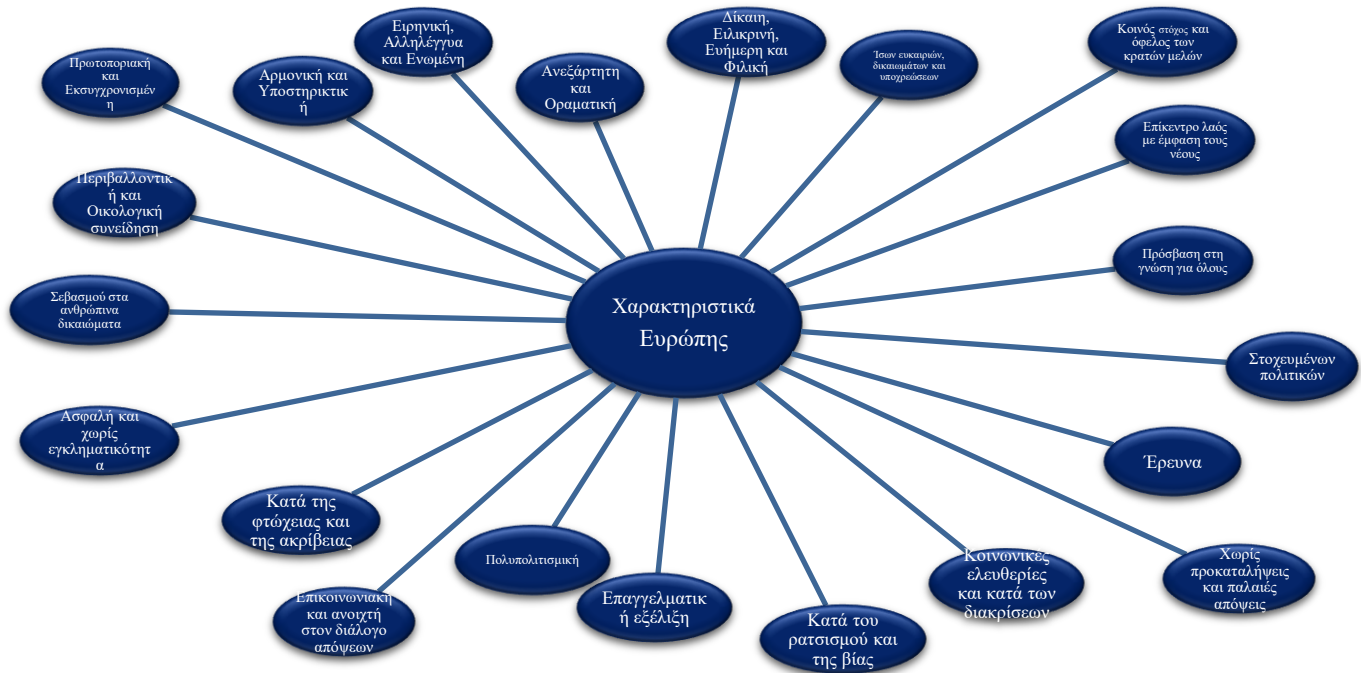 Πρωτοποριακή
και
Εκσυγχρονισμέν
η
Αρμονική και
Υποστηρικτικ
ή
Ειρηνική,
Αλληλέγγυα
και Ενωμένη
Ανεξάρτητη
και
Οραματική
Δίκαιη,
Ειλικρινή,
Ευήμερη και
Φιλική
Ίσων ευκαιριών,
δικαιωμάτων και
υποχρεώσεων
Κοινός στόχος και
όφελος των
κρατών μελών
Επίκεντρο λαός
με έμφαση τους
νέους
Περιβαλλοντικ
ή και
Οικολογική
συνείδηση
Πρόσβαση στη
γνώση για όλους
Σεβασμού στα
ανθρώπινα
δικαιώματα
Χαρακτηριστικά
Ευρώπης
Στοχευμένων
πολιτικών
Ασφαλή και
χωρίς
εγκληματικότητ
α
Έρευνα
Κατά της
φτώχειας και
της ακρίβειας
Πολυπολιτισμική
Κοινωνικές
ελευθερίες
και κατά των
διακρίσεων
Χωρίς
προκαταλήψεις
και παλαιές
απόψεις
Επικοινωνιακή
και ανοιχτή
στον διάλογο
απόψεων
Επαγγελματικ
ή εξέλιξη
Κατά του
ρατσισμού και
της βίας